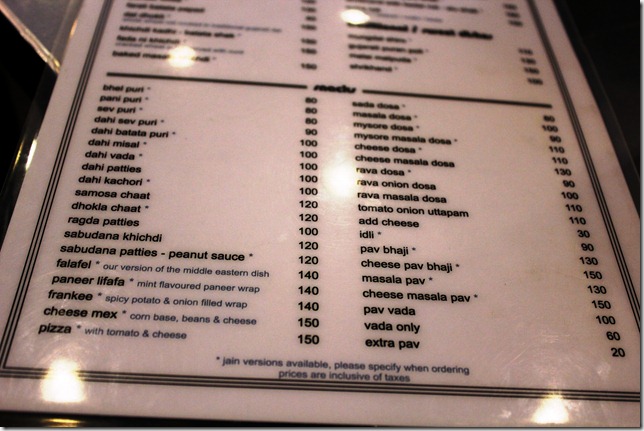 bhel puri * 80
pani puri * 80
sev puri * 80
dahi sev puri * 90
dahi batata puri * 100
dahi misal * 100
dahi vada * 100
dahi patties 100
dahi kachori * 100
samosa chaat 120
dhokla chaat * 120
ragda patties 100
sabudana khichdi 120
sabudana patties - peanut sauce * 120
falafel * our version of the middle eastern dish 140
paneer lifafa * mint flavoured paneer wrap 140
frankee * spicy potato & onion filled wrap 140
cheese mex * corn base, beans & cheese 150
pizza * with tomato & cheese 150
snacks
sada dosa * 80
masala dosa * 100
mysore dosa * 90
mysore masala dosa * 110
cheese dosa * 110
cheese masala dosa 130
rava dosa * 90
rava onion dosa 100
rava masala dosa 110
tomato onion uttapam 110
add cheese 30
idli * 90
pav bhaji * 130
cheese pav bhaji * 150
masala pav * 130
cheese masala pav * 150
pav vada 100
vada only 60
extra pav 20
* jain versions available, please specify when ordering
prices are inclusive of taxes